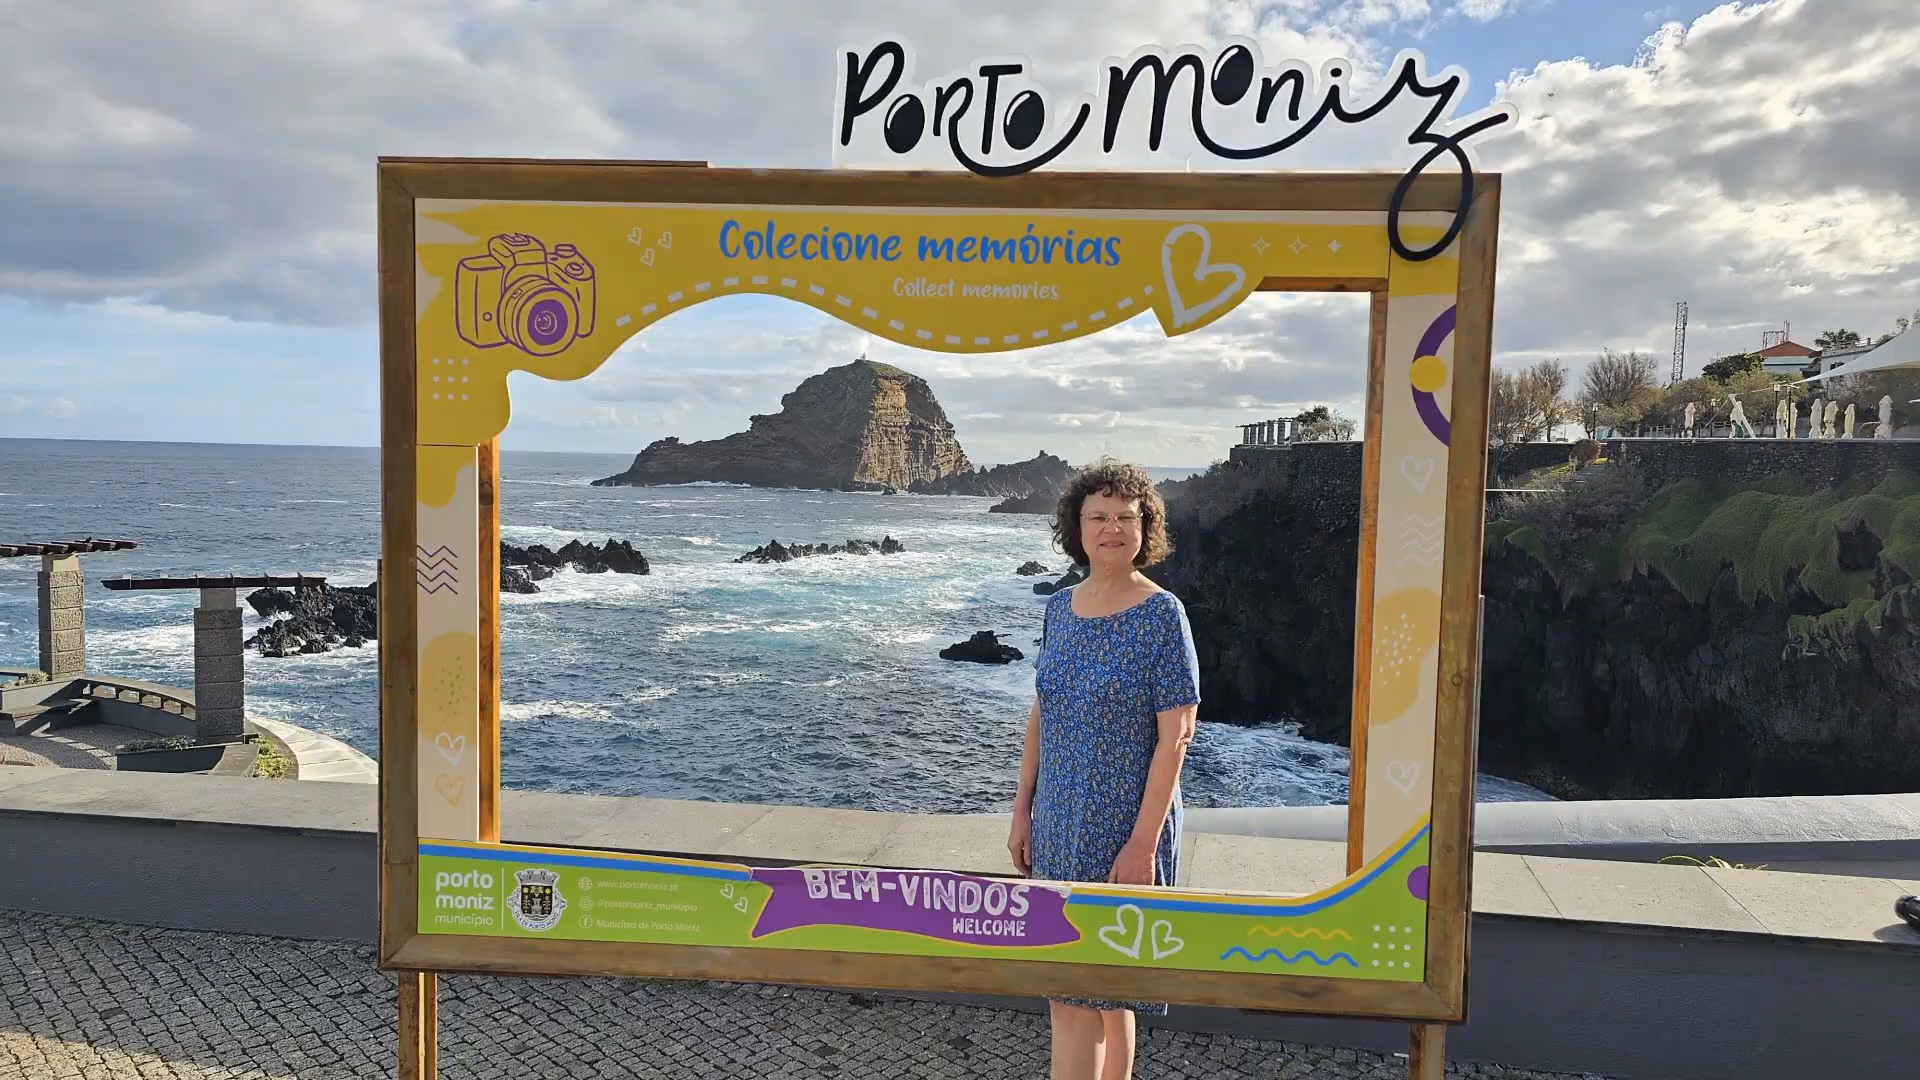 PORTO MONIZ
Colecione memórias
Collect memories
porto
moniz
município
www.portomoniz.pt
@portomoniz_municipio
Município de Porto Moniz
BEM-VINDOS
WELCOME